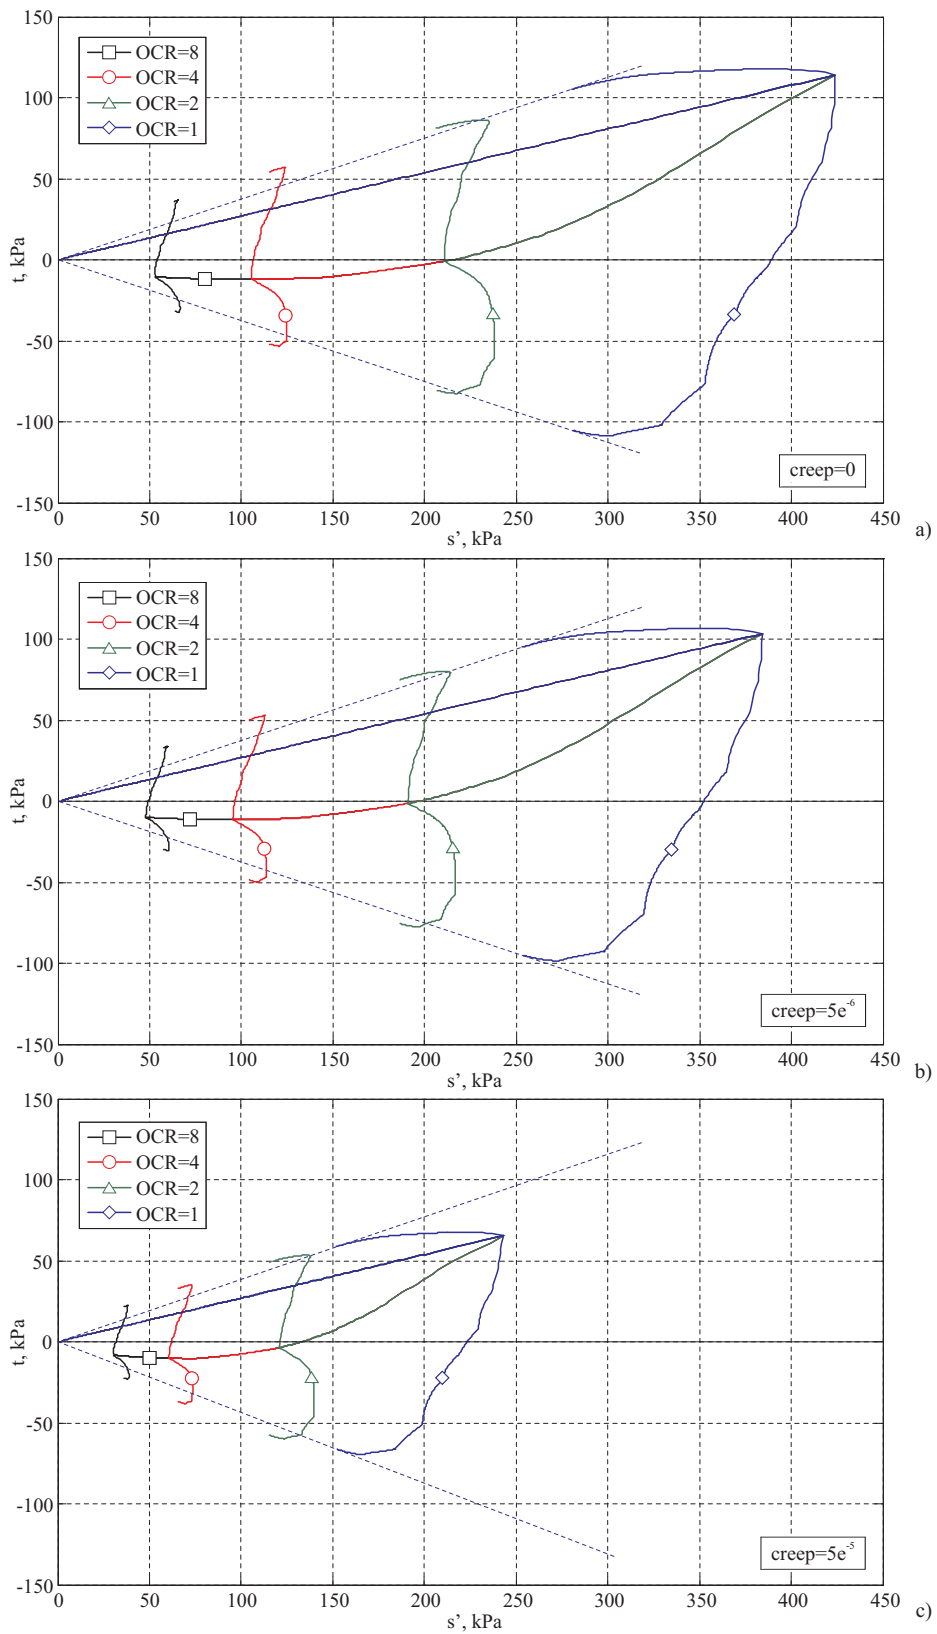 150
100
50
0
-50
-100
-150
t, kPa
OCR=8
OCR=4
OCR=2
OCR=1
creep=0
0 50 100 150 200 250 300 350 400 450
s’, kPa
a)
150
100
50
0
-50
-100
-150
t, kPa
OCR=8
OCR=4
OCR=2
OCR=1
creep=5e⁻⁶
0 50 100 150 200 250 300 350 400 450
s’, kPa
b)
150
100
50
0
-50
-100
-150
t, kPa
OCR=8
OCR=4
OCR=2
OCR=1
creep=5e⁻⁵
0 50 100 150 200 250 300 350 400 450
s’, kPa
c)